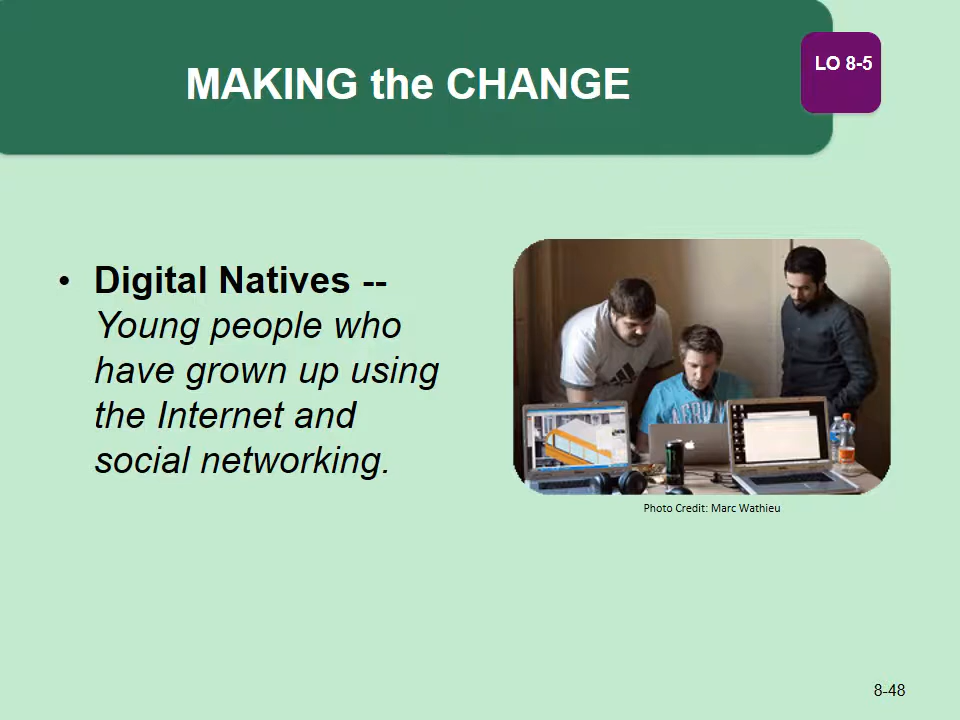 MAKING the CHANGE
LO 8-5
• Digital Natives --
Young people who
have grown up using
the Internet and
social networking.
Photo Credit: Marc Wathieu
8-48